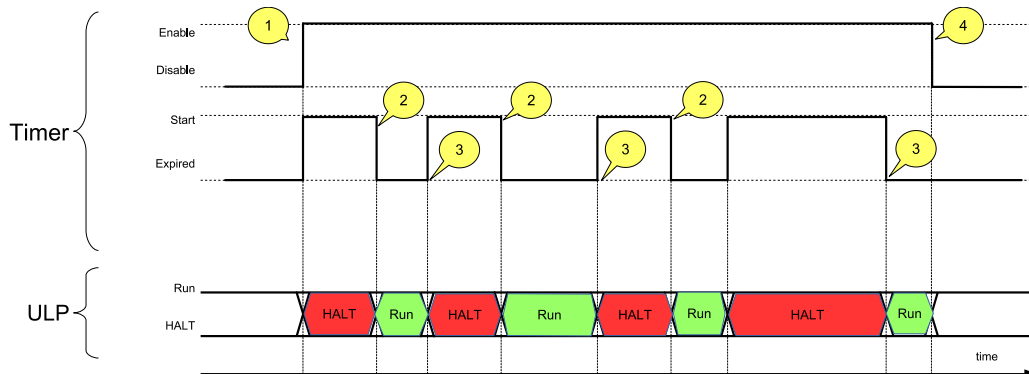 1
Enable
4
Disable
Timer
Start
2
2
2
Expired
3
3
3
ULP
Run
HALT
HALT
Run
HALT
Run
HALT
Run
HALT
Run
time